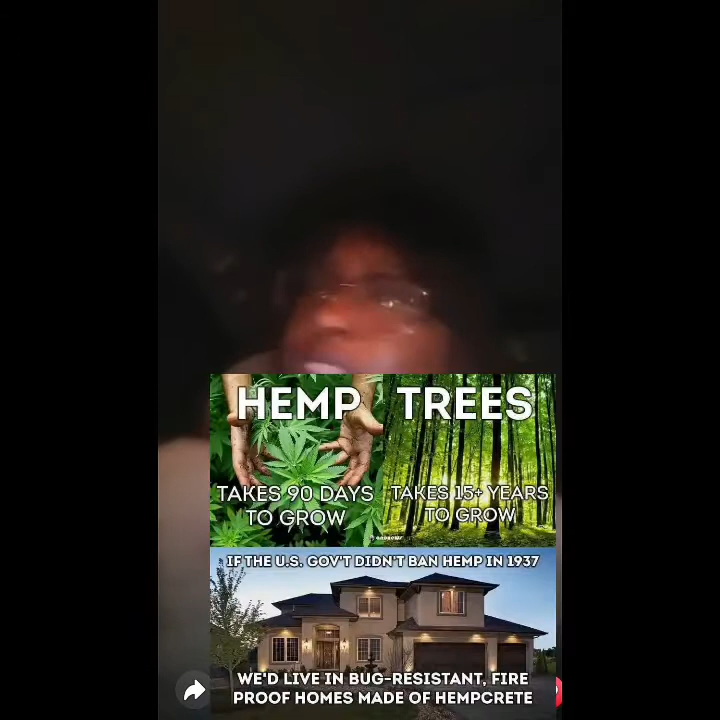 HEMP
TAKES 90 DAYS
TO GROW
TREES
TAKES 15+ YEARS
TO GROW
IF THE U.S. GOV'T DIDN'T BAN HEMP IN 1937
WE'D LIVE IN BUG-RESISTANT, FIRE
PROOF HOMES MADE OF HEMPCRETE